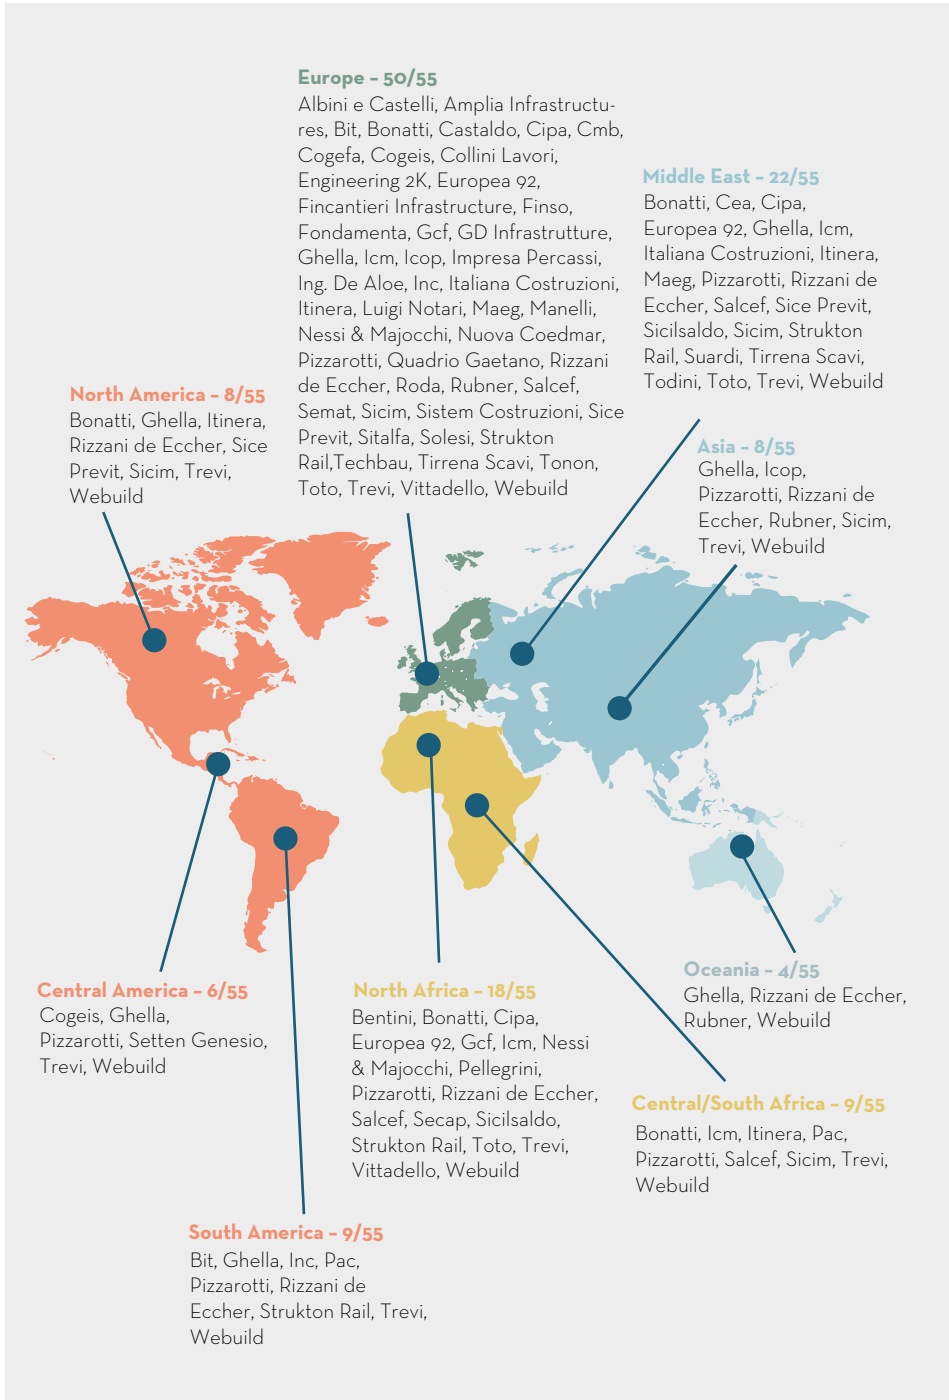 Europe – 50/55
Albini e Castelli, Amplia Infrastructu-
res, Bit, Bonatti, Castaldo, Cipa, Cmb,
Cogefa, Cogeis, Collini Lavori,
Engineering 2K, Europea 92,
Fincantieri Infrastructure, Finso,
Fondamenta, Gcf, GD Infrastrutture,
Ghella, Icm, Icop, Impresa Percassi,
Ing. De Aloe, Inc, Italiana Costruzioni,
Itinera, Luigi Notari, Maeg, Manelli,
Nessi & Majocchi, Nuova Coedmar,
Pizzarotti, Quadrio Gaetano, Rizzani
de Eccher, Roda, Rubner, Salcef,
Semat, Sicim, Sistem Costruzioni, Sice
Previt, Sitalfa, Solesi, Strukton
Rail,Techbau, Tirrena Scavi, Tonon,
Toto, Trevi, Vittadello, Webuild
Middle East – 22/55
Bonatti, Cea, Cipa,
Europea 92, Ghella, Icm,
Italiana Costruzioni, Itinera,
Maeg, Pizzarotti, Rizzani de
Eccher, Salcef, Sice Previt,
Sicilsaldo, Sicim, Strukton
Rail, Suardi, Tirrena Scavi,
Todini, Toto, Trevi, Webuild
North America – 8/55
Bonatti, Ghella, Itinera,
Rizzani de Eccher, Sice
Previt, Sicim, Trevi,
Webuild
Asia – 8/55
Ghella, Icop,
Pizzarotti, Rizzani de
Eccher, Rubner, Sicim,
Trevi, Webuild
Central America – 6/55
Cogeis, Ghella,
Pizzarotti, Setten Genesio,
Trevi, Webuild
North Africa – 18/55
Bentini, Bonatti, Cipa,
Europea 92, Gcf, Icm, Nessi
& Majocchi, Pellegrini,
Pizzarotti, Rizzani de Eccher,
Salcef, Secap, Sicilsaldo,
Strukton Rail, Toto, Trevi,
Vittadello, Webuild
Oceania – 4/55
Ghella, Rizzani de Eccher,
Rubner, Webuild
Central/South Africa – 9/55
Bonatti, Icm, Itinera, Pac,
Pizzarotti, Salcef, Sicim, Trevi,
Webuild
South America – 9/55
Bit, Ghella, Inc, Pac,
Pizzarotti, Rizzani de
Eccher, Strukton Rail, Trevi,
Webuild